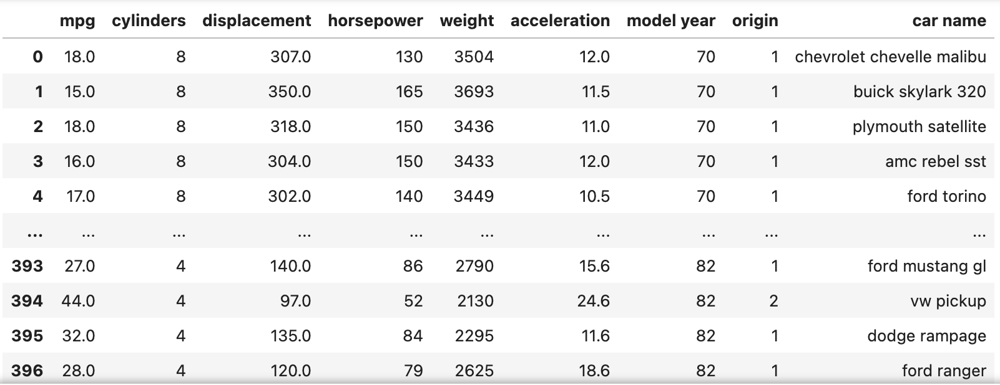 mpg cylinders displacement horsepower weight acceleration model year origin car name
0 18.0 8 307.0 130 3504 12.0 70 1 chevrolet chevelle malibu
1 15.0 8 350.0 165 3693 11.5 70 1 buick skylark 320
2 18.0 8 318.0 150 3436 11.0 70 1 plymouth satellite
3 16.0 8 304.0 150 3433 12.0 70 1 amc rebel sst
4 17.0 8 302.0 140 3449 10.5 70 1 ford torino
... ... ... ... ... ... ... ... ... ...
393 27.0 4 140.0 86 2790 15.6 82 1 ford mustang gl
394 44.0 4 97.0 52 2130 24.6 82 2 vw pickup
395 32.0 4 135.0 84 2295 11.6 82 1 dodge rampage
396 28.0 4 120.0 79 2625 18.6 82 1 ford ranger